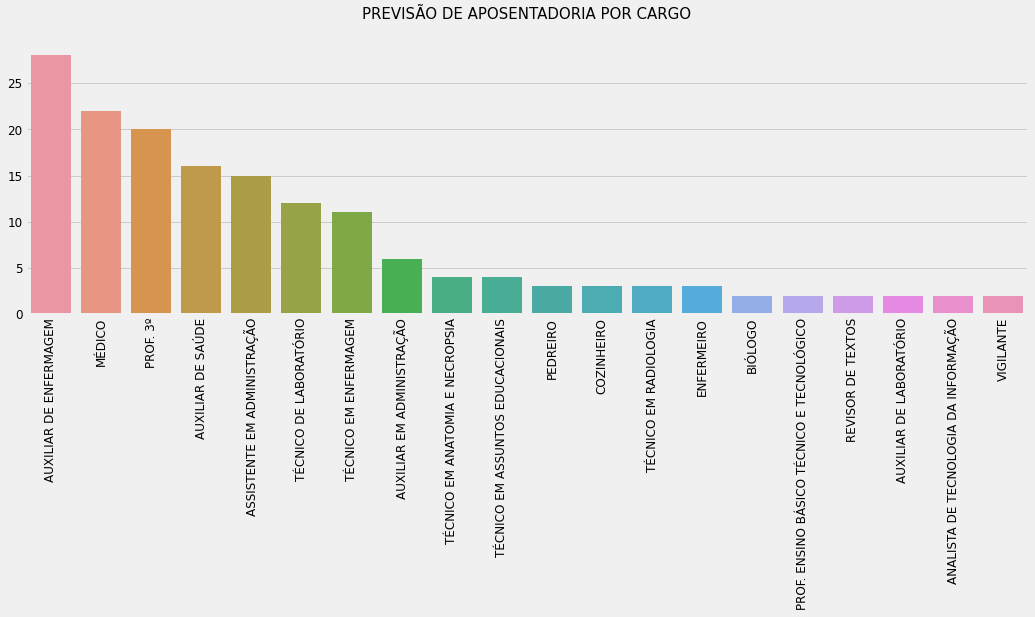 PREVISÃO DE APOSENTADORIA POR CARGO
25
20
15
10
5
0
AUXILIAR DE ENFERMAGEM
MÉDICO
PROF. 3º
AUXILIAR DE SAÚDE
ASSISTENTE EM ADMINISTRAÇÃO
TÉCNICO DE LABORATÓRIO
TÉCNICO EM ENFERMAGEM
AUXILIAR EM ADMINISTRAÇÃO
TÉCNICO EM ANATOMIA E NECROPSIA
TÉCNICO EM ASSUNTOS EDUCACIONAIS
PEDREIRO
COZINHEIRO
TÉCNICO EM RADIOLOGIA
ENFERMEIRO
BIÓLOGO
PROF. ENSINO BÁSICO TÉCNICO E TECNOLÓGICO
REVISOR DE TEXTOS
AUXILIAR DE LABORATÓRIO
ANALISTA DE TECNOLOGIA DA INFORMAÇÃO
VIGILANTE